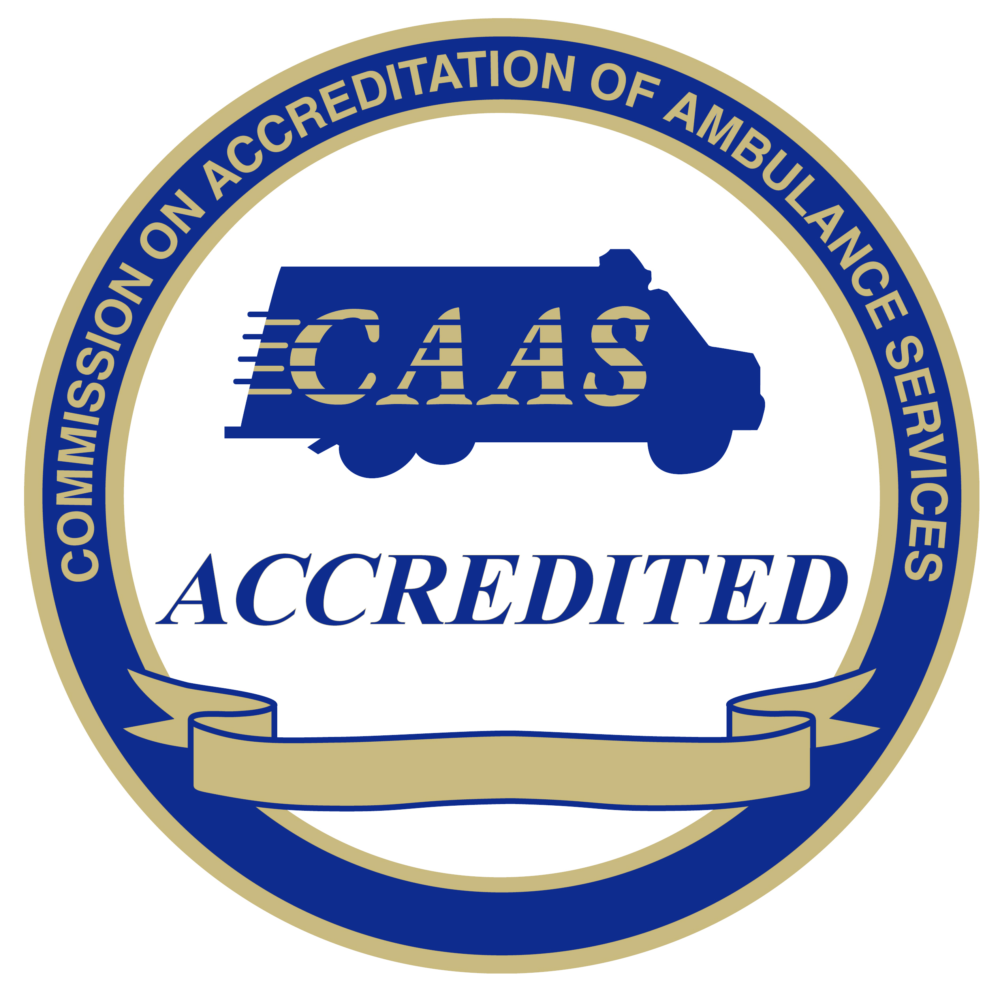 COMMISSION ON ACCREDITATION OF AMBULANCE SERVICES
CAAS
ACCREDITED